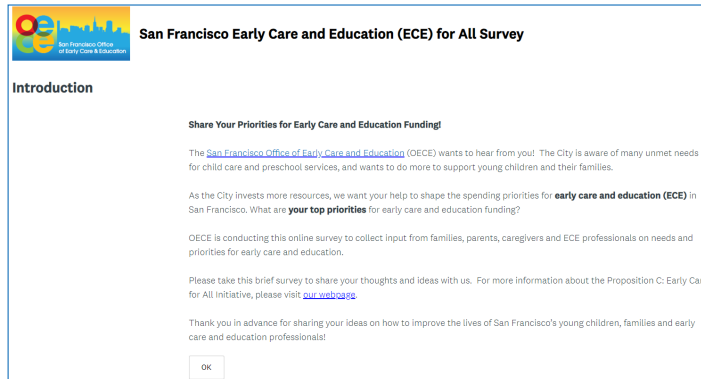 San Francisco Office
of Early Care & Education
San Francisco Early Care and Education (ECE) for All Survey
Introduction
Share Your Priorities for Early Care and Education Funding!
The San Francisco Office of Early Care and Education (OECE) wants to hear from you! The City is aware of many unmet needs
for child care and preschool services, and wants to do more to support young children and their families.
As the City invests more resources, we want your help to shape the spending priorities for early care and education (ECE) in
San Francisco. What are your top priorities for early care and education funding?
OECE is conducting this online survey to collect input from families, parents, caregivers and ECE professionals on needs and
priorities for early care and education.
Please take this brief survey to share your thoughts and ideas with us. For more information about the Proposition C: Early
for All Initiative, please visit our webpage.
Thank you in advance for sharing your ideas on how to improve the lives of San Francisco's young children, families and early
care and education professionals!
OK